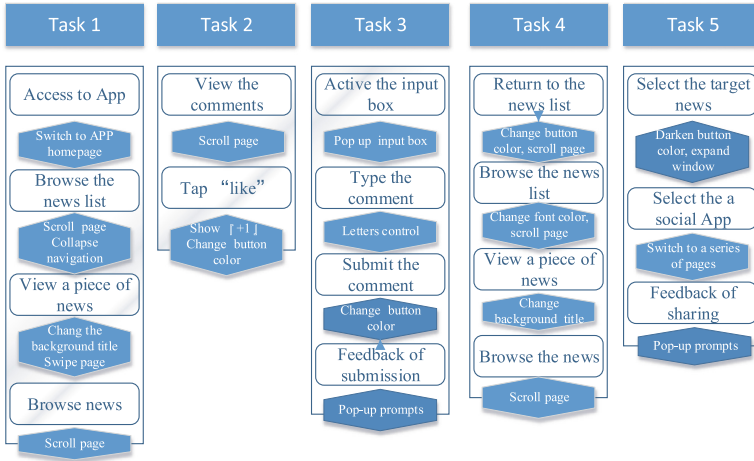 Task 1
Access to App
Switch to APP
homepage
Browse the
news list
Scroll page
Collapse
navigation
View a piece of
news
Chang the
background title
Swipe page
Browse news
Scroll page
Task 2
View the
comments
Scroll page
Tap “like”
Show「+1」
Change button
color
Task 3
Active the input
box
Pop up input box
Type the
comment
Letters control
Submit the
comment
Change button
color
Feedback of
submission
Pop-up prompts
Task 4
Return to the
news list
Change button
color, scroll page
Browse the news
list
Change font color,
scroll page
View a piece of
news
Change
background title
Browse the news
Scroll page
Task 5
Select the target
news
Darken button
color, expand
window
Select the a
social App
Switch to a series
of pages
Feedback of
sharing
Pop-up prompts